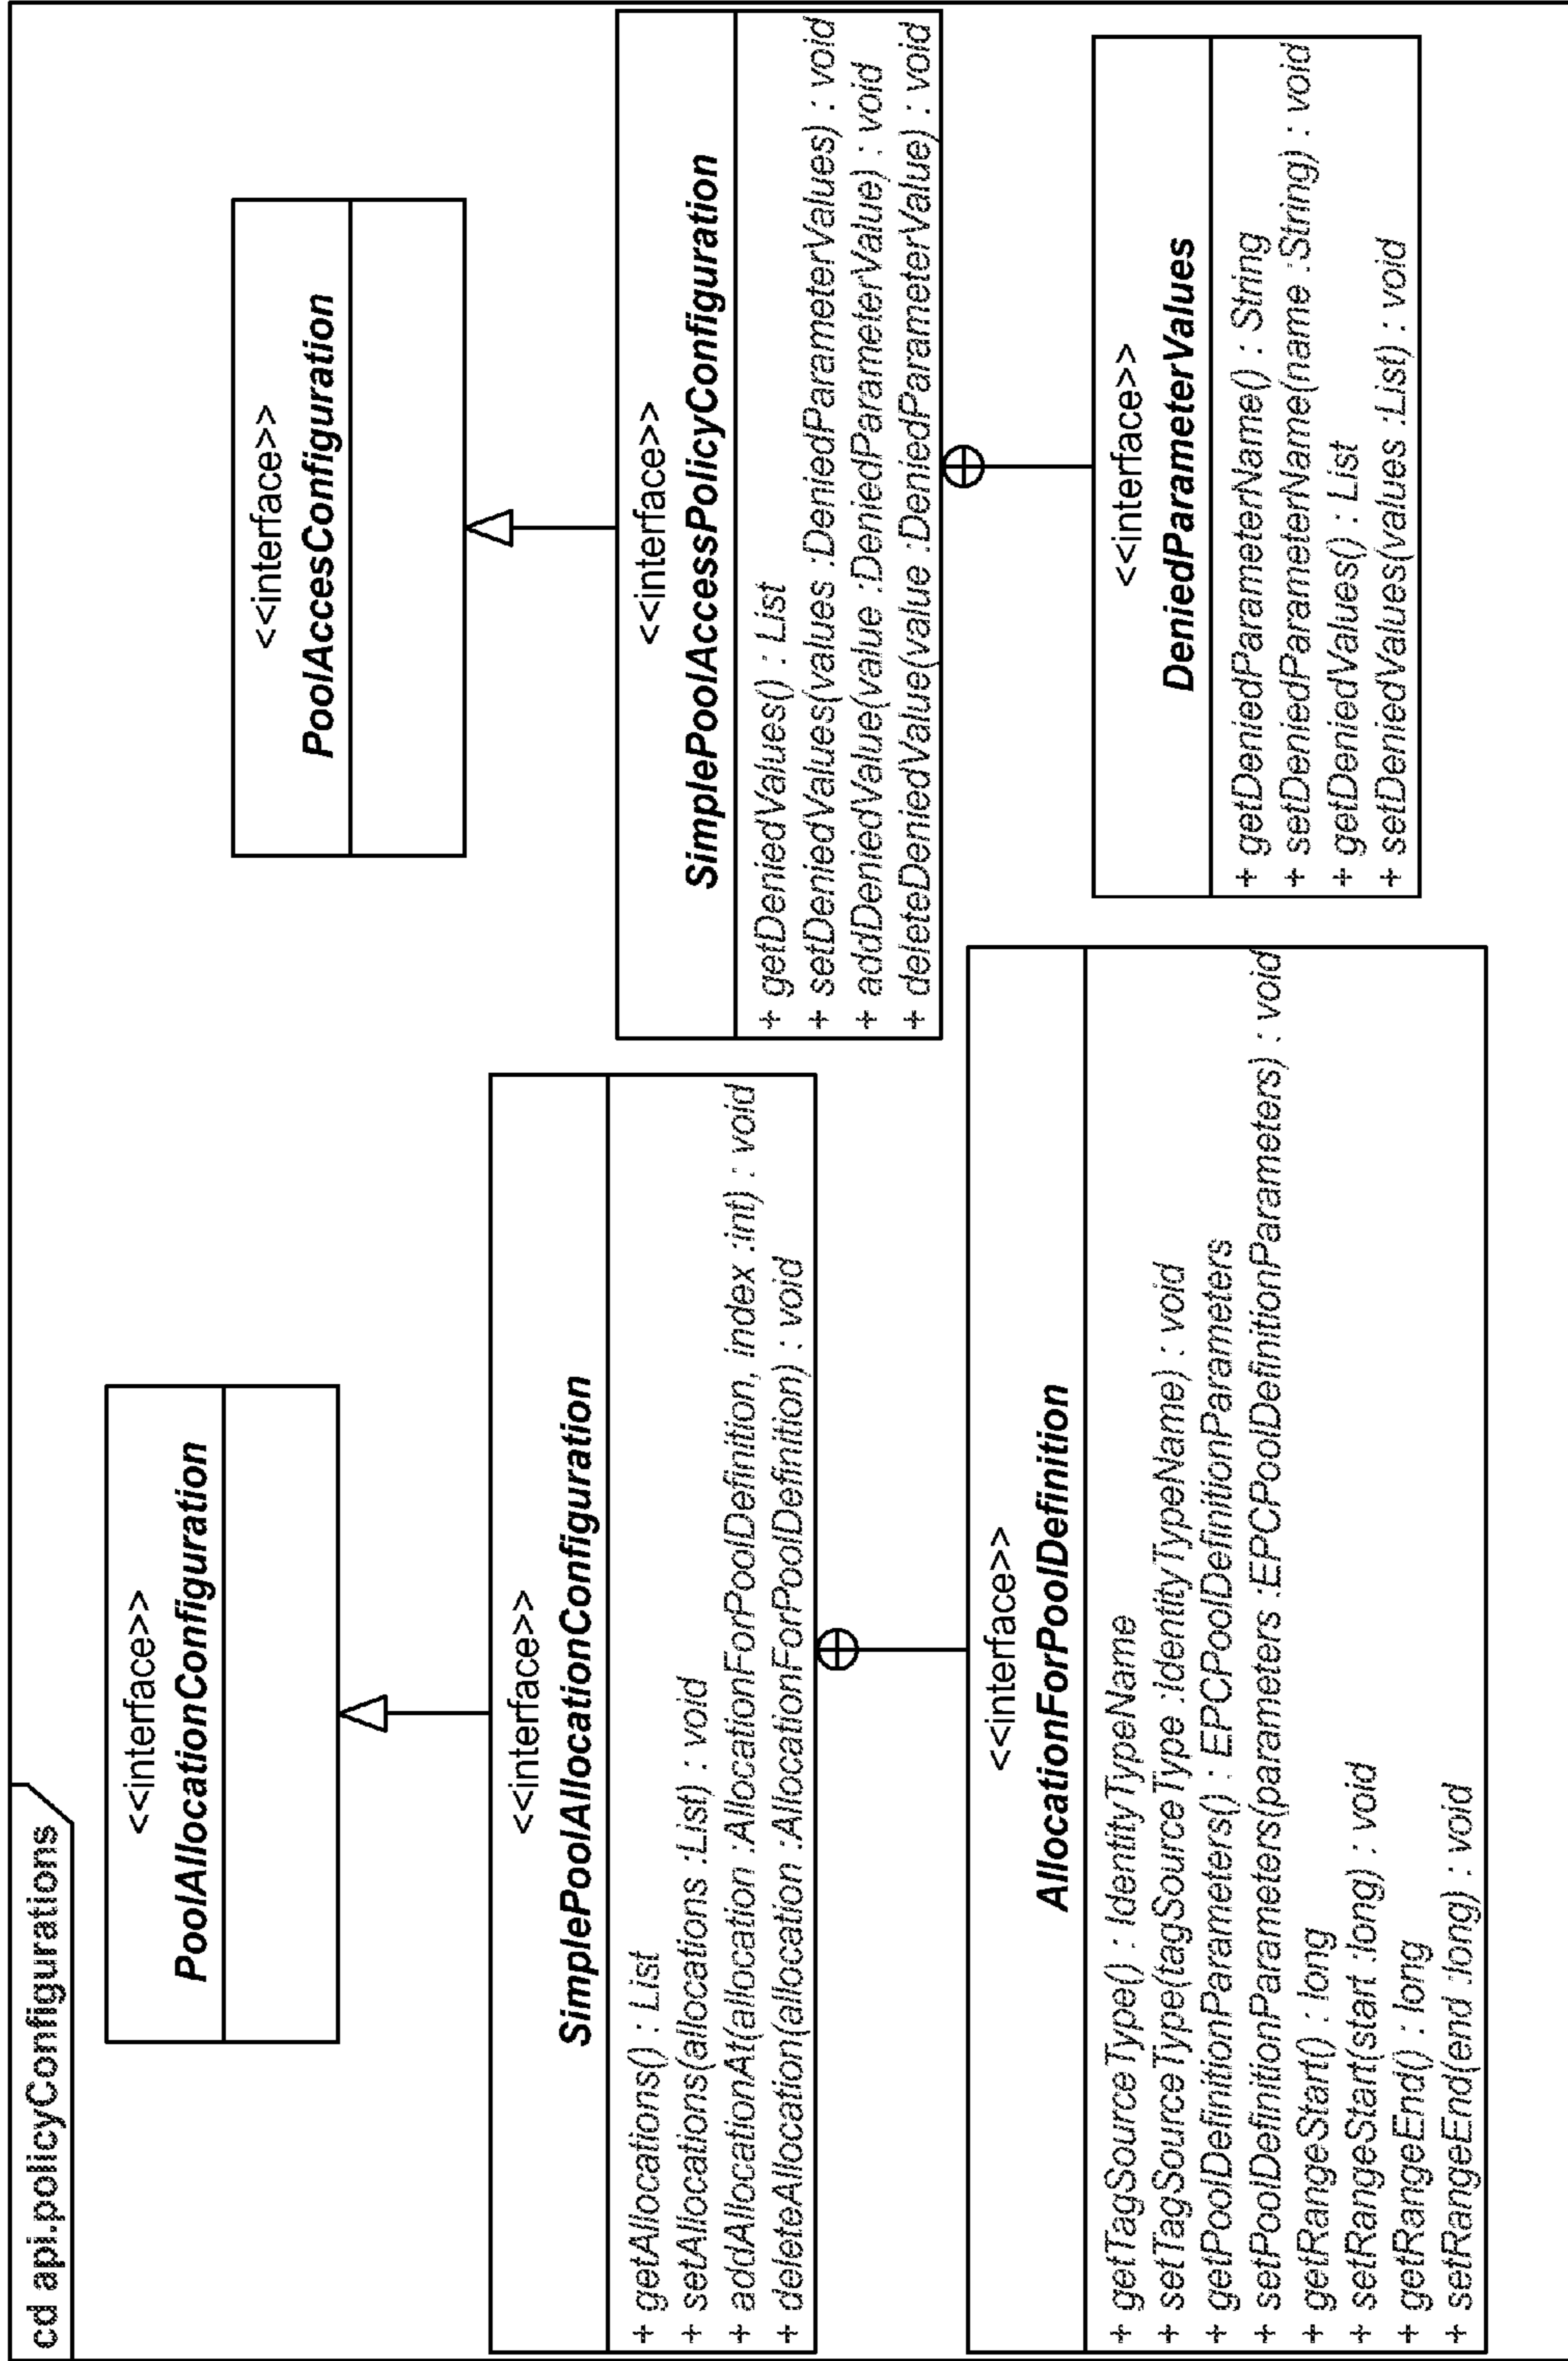 cd api.policyConfigurations
<<interface>>
PoolAllocationConfiguration
<<interface>>
SimplePoolAllocationConfiguration
+ getAllocations() : List
+ setAllocations(allocations :List) : void
+ addAllocationAt(allocation :AllocationForPoolDefinition, index :int) : void
+ deleteAllocation(allocation :AllocationForPoolDefinition) : void
<<interface>>
AllocationForPoolDefinition
+ getTagSourceType() : IdentityTypeName
+ setTagSourceType(tagSourceType :IdentityTypeName) : void
+ getPoolDefinitionParameters() : EPCPoolDefinitionParameters
+ setPoolDefinitionParameters(parameters :EPCPoolDefinitionParameters) : void
+ getRangeStart() : long
+ setRangeStart(start :long) : void
+ getRangeEnd() : long
+ setRangeEnd(end :long) : void
<<interface>>
PoolAccesConfiguration
<<interface>>
SimplePoolAccessPolicyConfiguration
+ getDeniedValues() : List
+ setDeniedValues(values :DeniedParameterValues) : void
+ addDeniedValue(value :DeniedParameterValue) : void
+ deleteDeniedValue(value :DeniedParameterValue) : void
<<interface>>
DeniedParameterValues
+ getDeniedParameterName() : String
+ setDeniedParameterName(name :String) : void
+ getDeniedValues() : List
+ setDeniedValues(values :List) : void